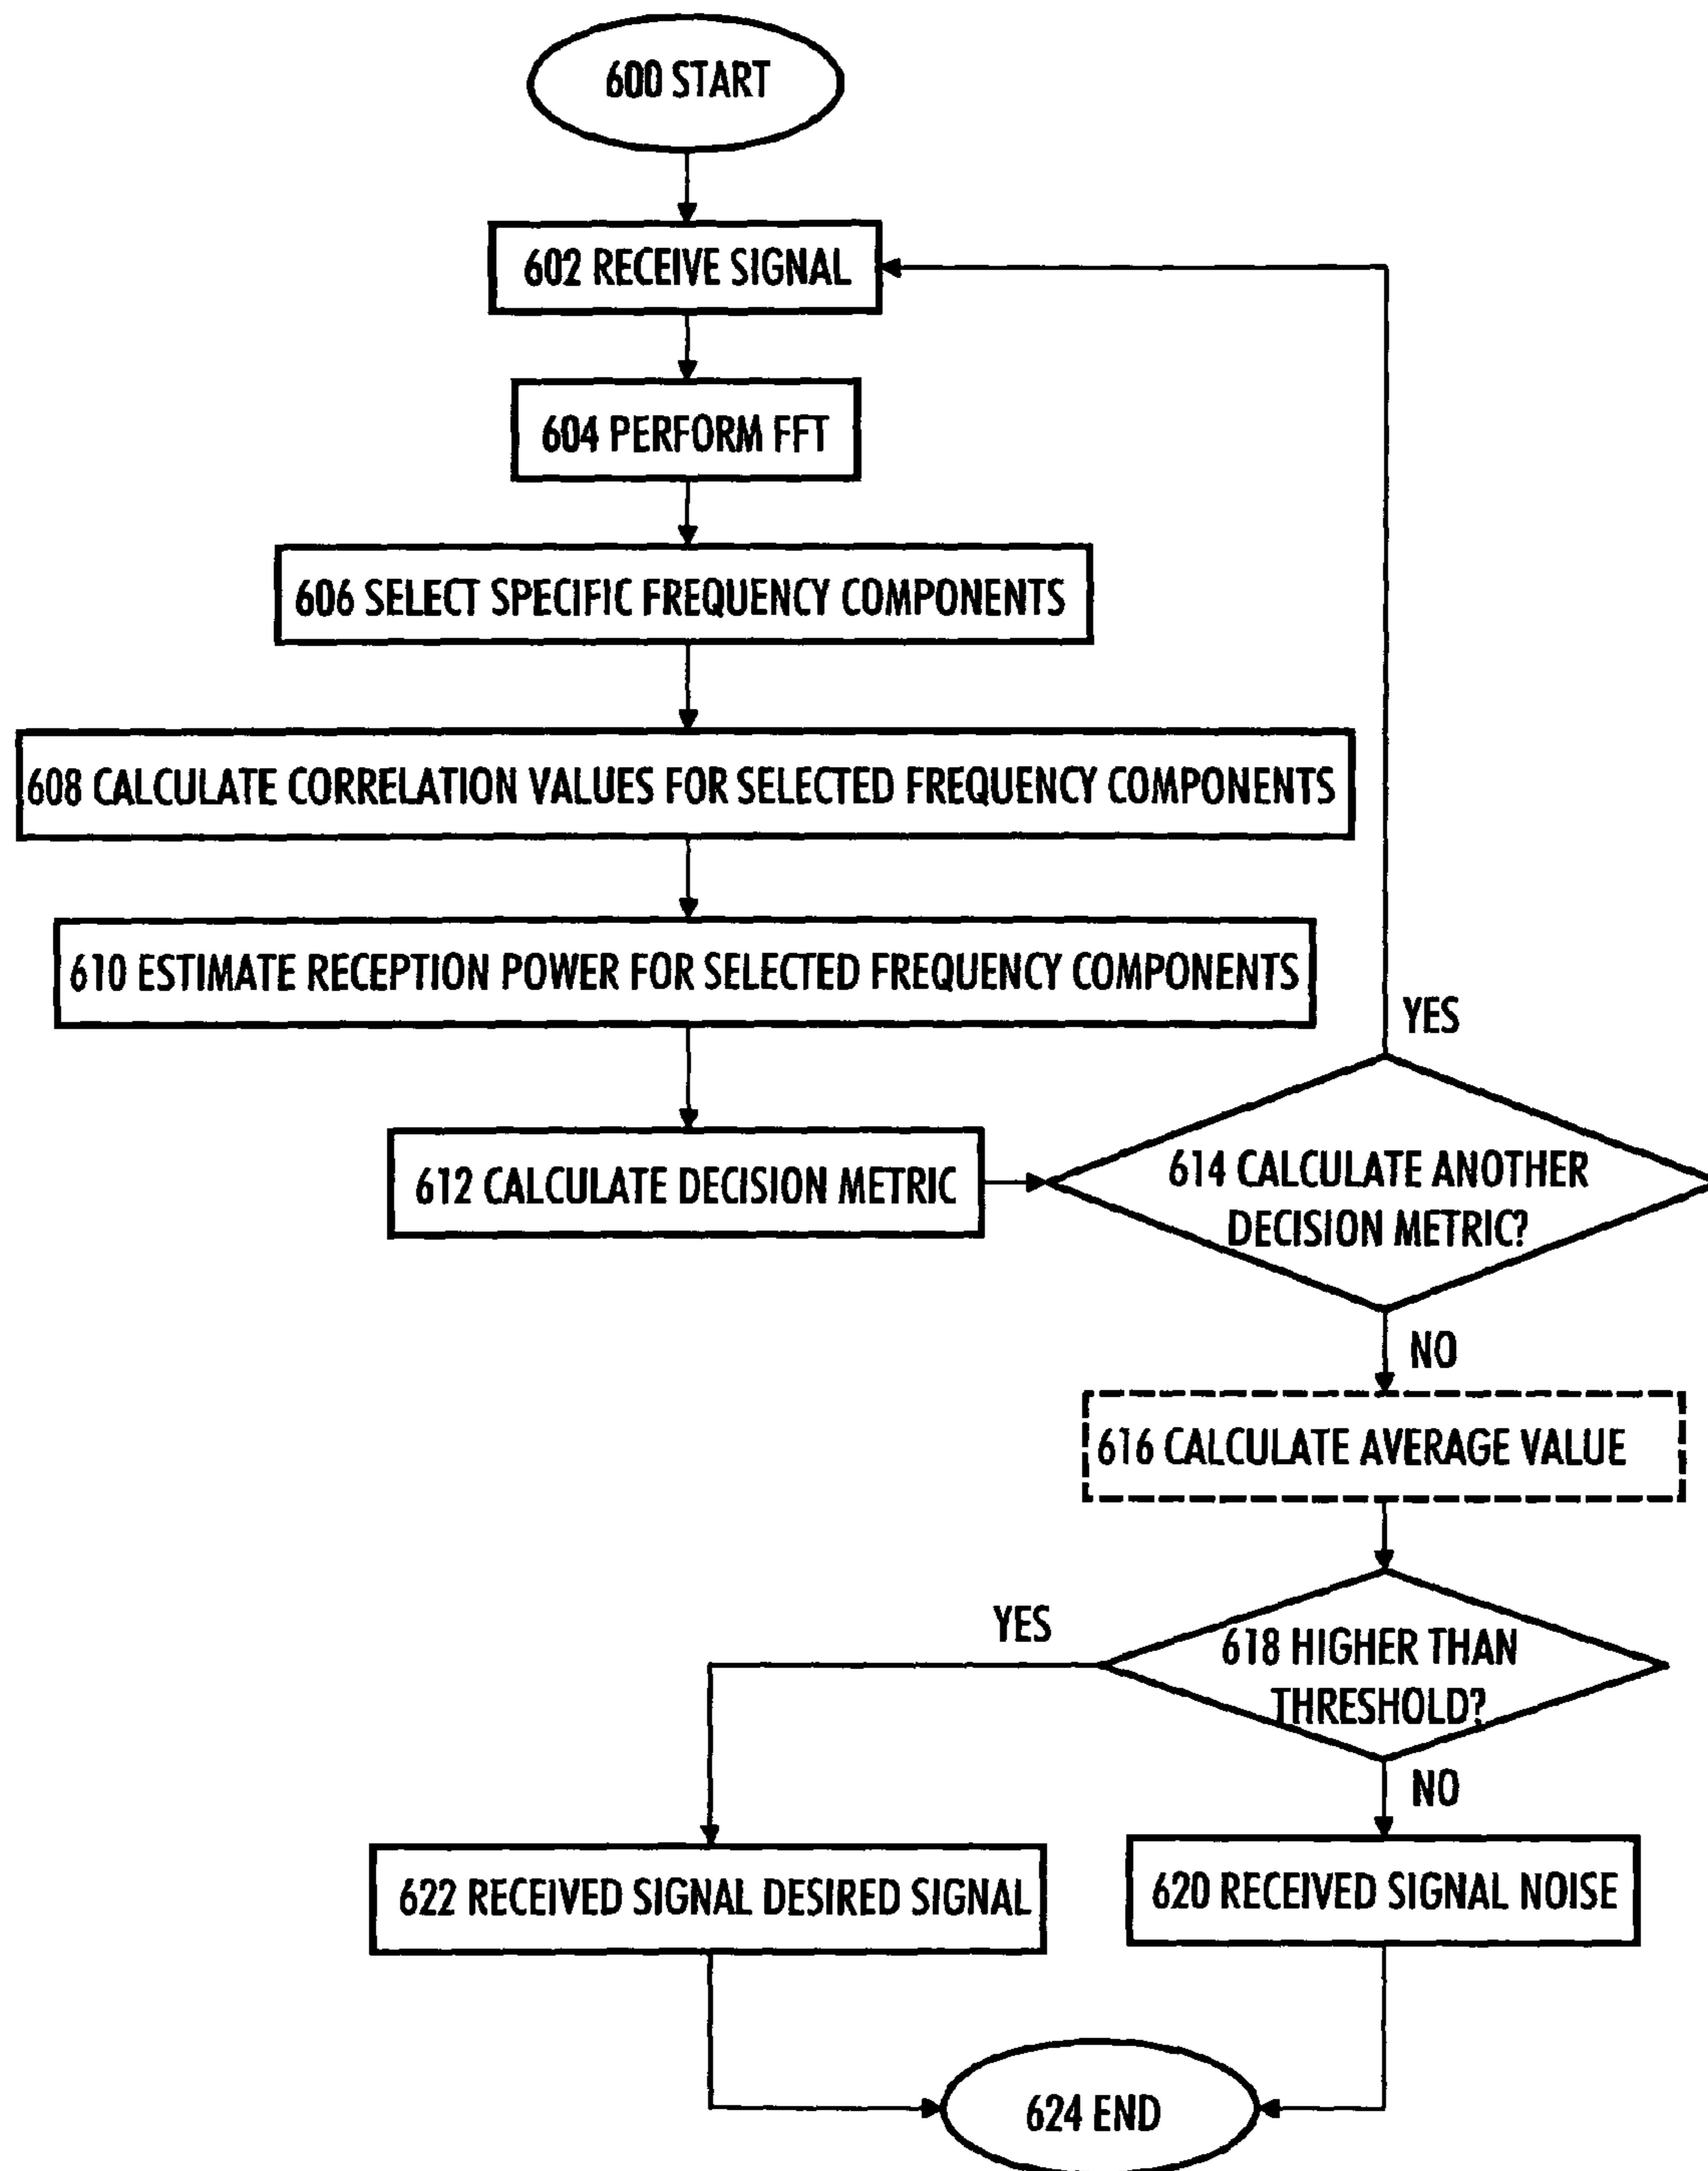 600 START
602 RECEIVE SIGNAL
604 PERFORM FFT
606 SELECT SPECIFIC FREQUENCY COMPONENTS
608 CALCULATE CORRELATION VALUES FOR SELECTED FREQUENCY COMPONENTS
610 ESTIMATE RECEPTION POWER FOR SELECTED FREQUENCY COMPONENTS
YES
612 CALCULATE DECISION METRIC
614 CALCULATE ANOTHER
DECISION METRIC?
NO
616 CALCULATE AVERAGE VALUE
YES
618 HIGHER THAN
THRESHOLD?
NO
622 RECEIVED SIGNAL DESIRED SIGNAL
620 RECEIVED SIGNAL NOISE
624 END